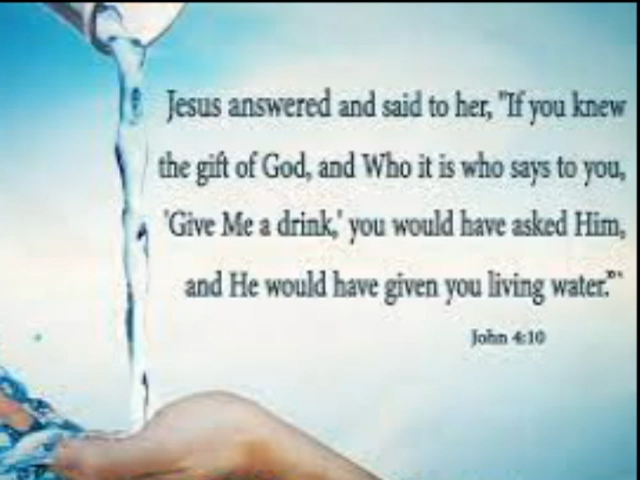 Jesus answered and said to her, "If you knew
the gift of God, and Who it is who says to you,
'Give Me a drink,' you would have asked Him,
and He would have given you living water."
John 4:10